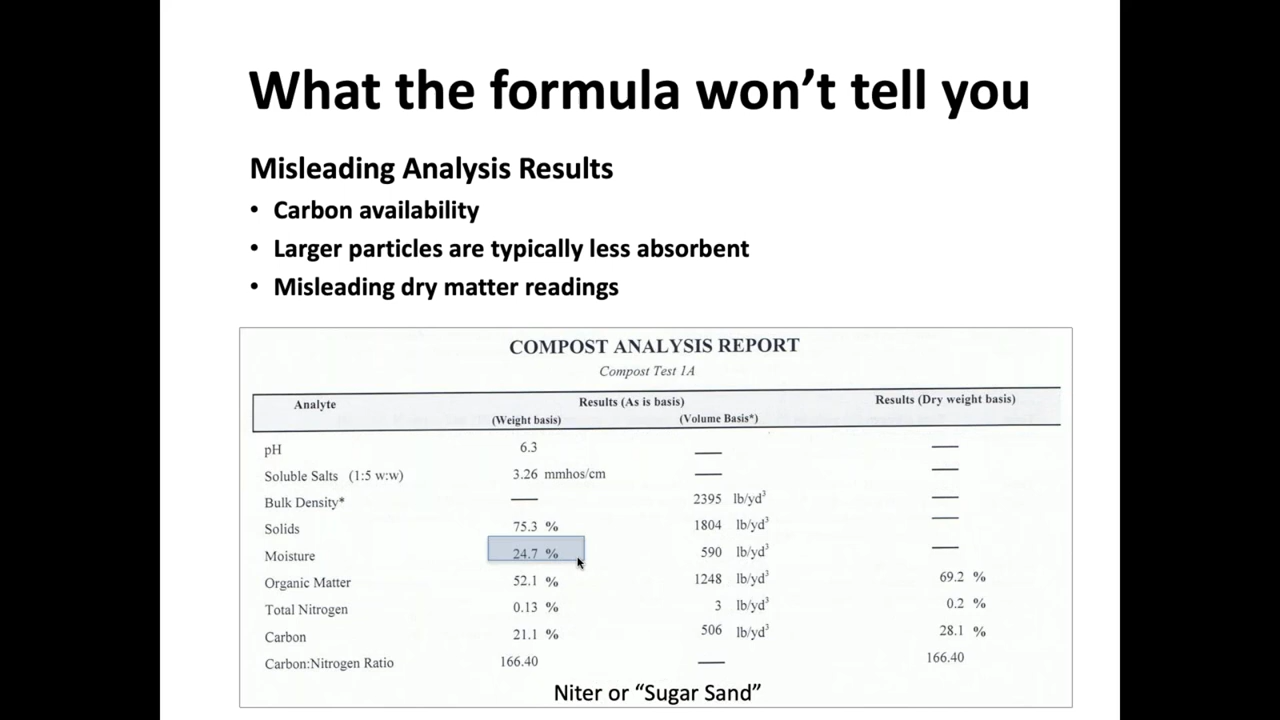 What the formula won’t tell you
Misleading Analysis Results
• Carbon availability
• Larger particles are typically less absorbent
• Misleading dry matter readings
COMPOST ANALYSIS REPORT
Compost Test 1A
Analyte Results (As is basis) Results (Dry weight basis)
(Weight basis) (Volume Basis*)
pH 6.3 — —
Soluble Salts (1:5 w:w) 3.26 mmhos/cm — —
Bulk Density* — 2395 lb/yd³ —
Solids 75.3 % 1804 lb/yd³ —
Moisture 24.7 % 590 lb/yd³ —
Organic Matter 52.1 % 1248 lb/yd³ 69.2 %
Total Nitrogen 0.13 % 3 lb/yd³ 0.2 %
Carbon 21.1 % 506 lb/yd³ 28.1 %
Carbon:Nitrogen Ratio 166.40 — 166.40
Niter or “Sugar Sand”